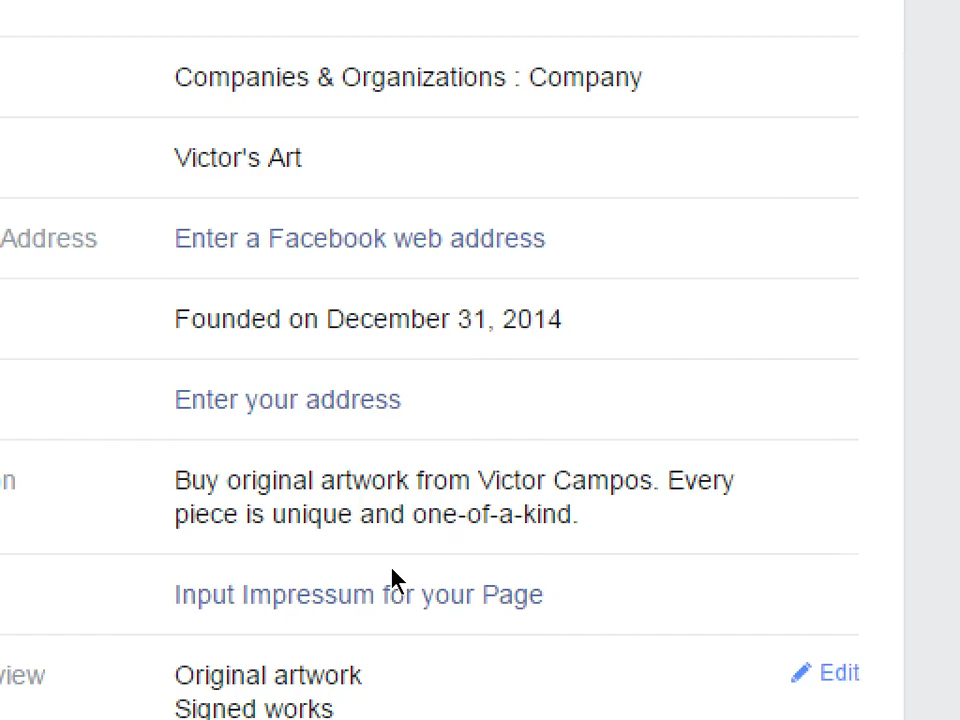 Companies & Organizations : Company
Victor's Art
Address Enter a Facebook web address
Founded on December 31, 2014
Enter your address
on Buy original artwork from Victor Campos. Every
piece is unique and one-of-a-kind.
Input Impressum for your Page
view Original artwork Edit
Signed works